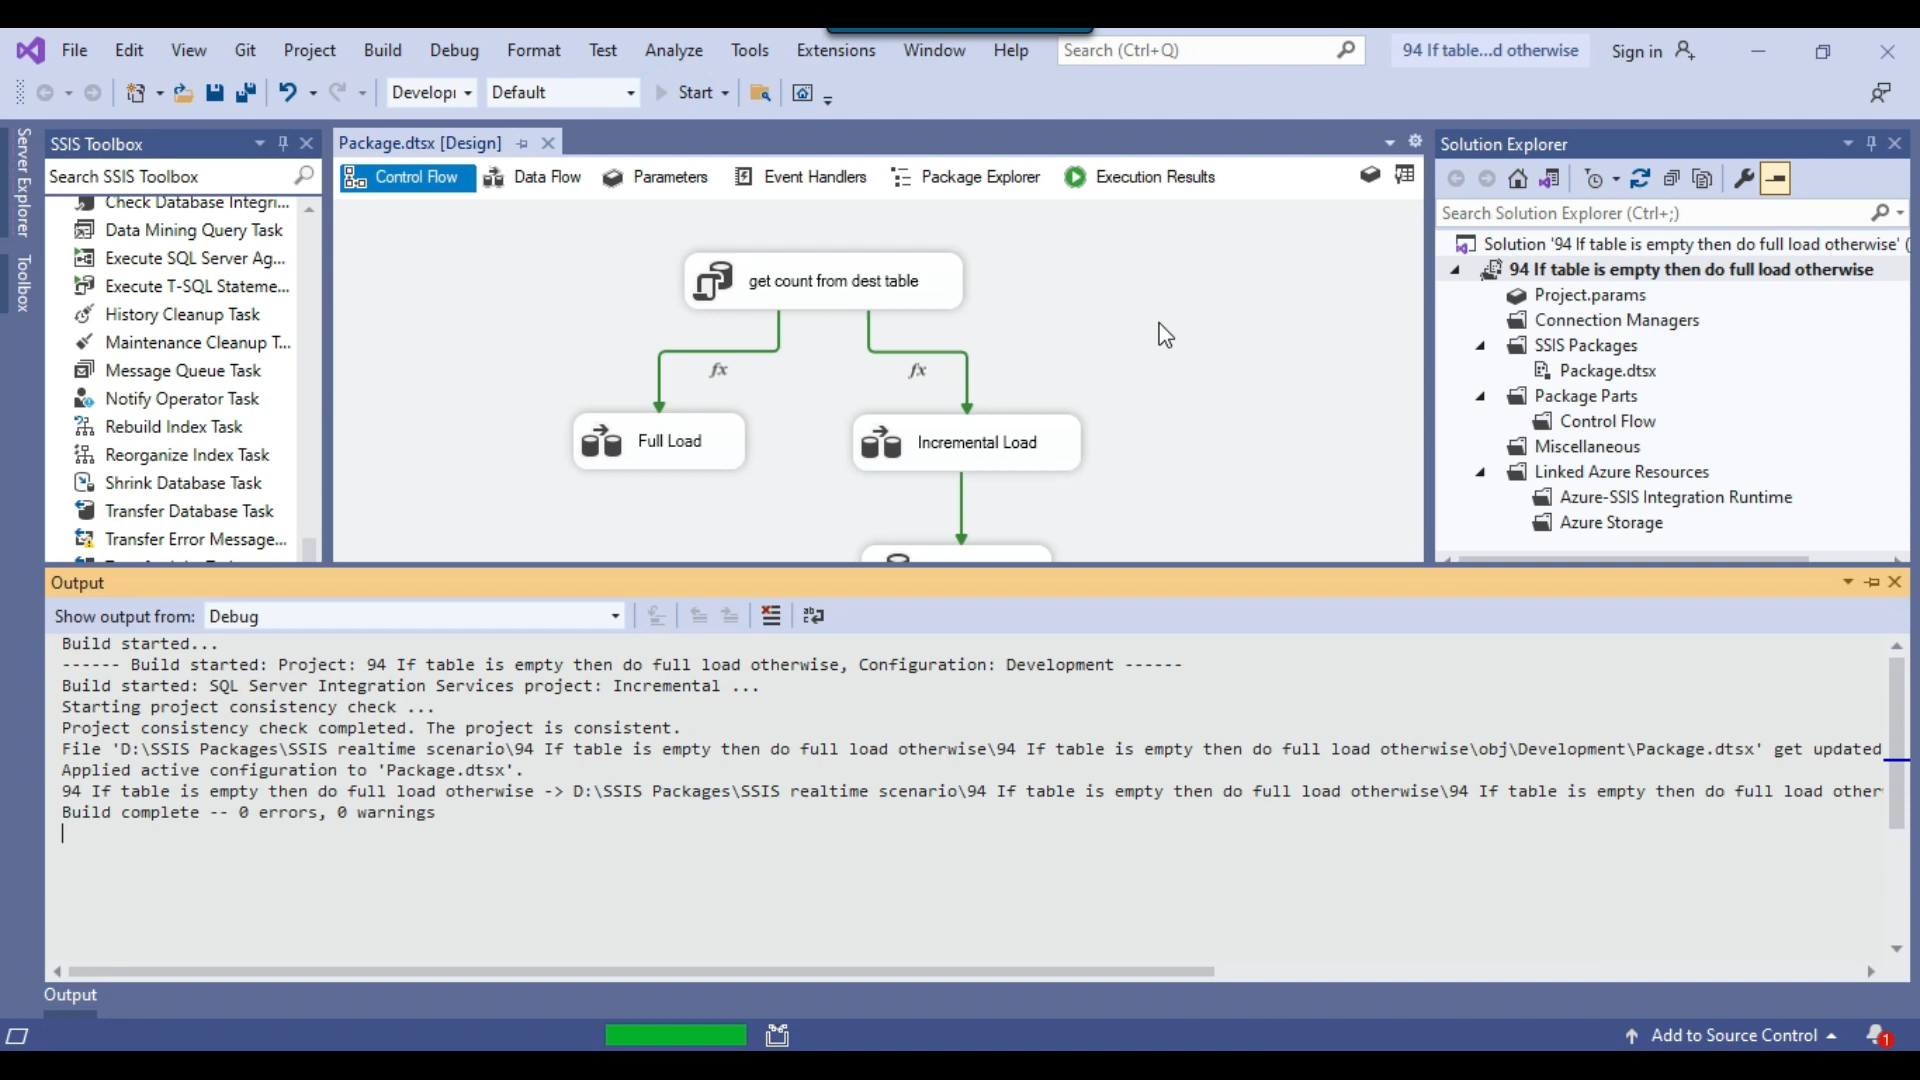 File Edit View Git Project Build Debug Format Test Analyze Tools Extensions Window Help Search (Ctrl+Q) 94 If table...d otherwise Sign in
Developi Default Start
Server Explorer
Toolbox
SSIS Toolbox
Search SSIS Toolbox
Check Database Integri...
Data Mining Query Task
Execute SQL Server Ag...
Execute T-SQL Stateme...
History Cleanup Task
Maintenance Cleanup T...
Message Queue Task
Notify Operator Task
Rebuild Index Task
Reorganize Index Task
Shrink Database Task
Transfer Database Task
Transfer Error Message...
Package.dtsx [Design]
Control Flow Data Flow Parameters Event Handlers Package Explorer Execution Results
get count from dest table
fx fx
Full Load Incremental Load
Solution Explorer
Search Solution Explorer (Ctrl+;)
Solution '94 If table is empty then do full load otherwise' (
94 If table is empty then do full load otherwise
Project.params
Connection Managers
SSIS Packages
Package.dtsx
Package Parts
Control Flow
Miscellaneous
Linked Azure Resources
Azure-SSIS Integration Runtime
Azure Storage
Output
Show output from: Debug
Build started...
------ Build started: Project: 94 If table is empty then do full load otherwise, Configuration: Development ------
Build started: SQL Server Integration Services project: Incremental ...
Starting project consistency check ...
Project consistency check completed. The project is consistent.
File 'D:\SSIS Packages\SSIS realtime scenario\94 If table is empty then do full load otherwise\94 If table is empty then do full load otherwise\obj\Development\Package.dtsx' get updated
Applied active configuration to 'Package.dtsx'.
94 If table is empty then do full load otherwise -> D:\SSIS Packages\SSIS realtime scenario\94 If table is empty then do full load otherwise\94 If table is empty then do full load other
Build complete -- 0 errors, 0 warnings
Output
Add to Source Control 1